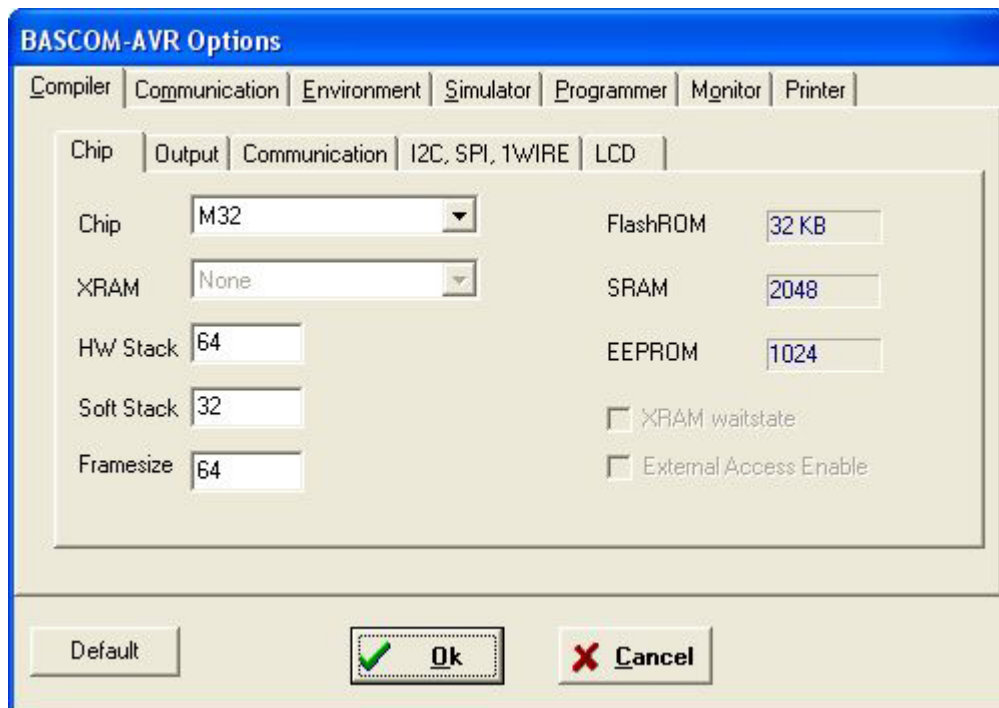 BASCOM-AVR Options
Compiler Communication Environment Simulator Programmer Monitor Printer
Chip Output Communication I2C, SPI, 1WIRE LCD
Chip M32 FlashROM 32 KB
XRAM None SRAM 2048
HW Stack 64 EEPROM 1024
Soft Stack 32 XRAM waitstate
Framesize 64 External Access Enable
Default Ok Cancel